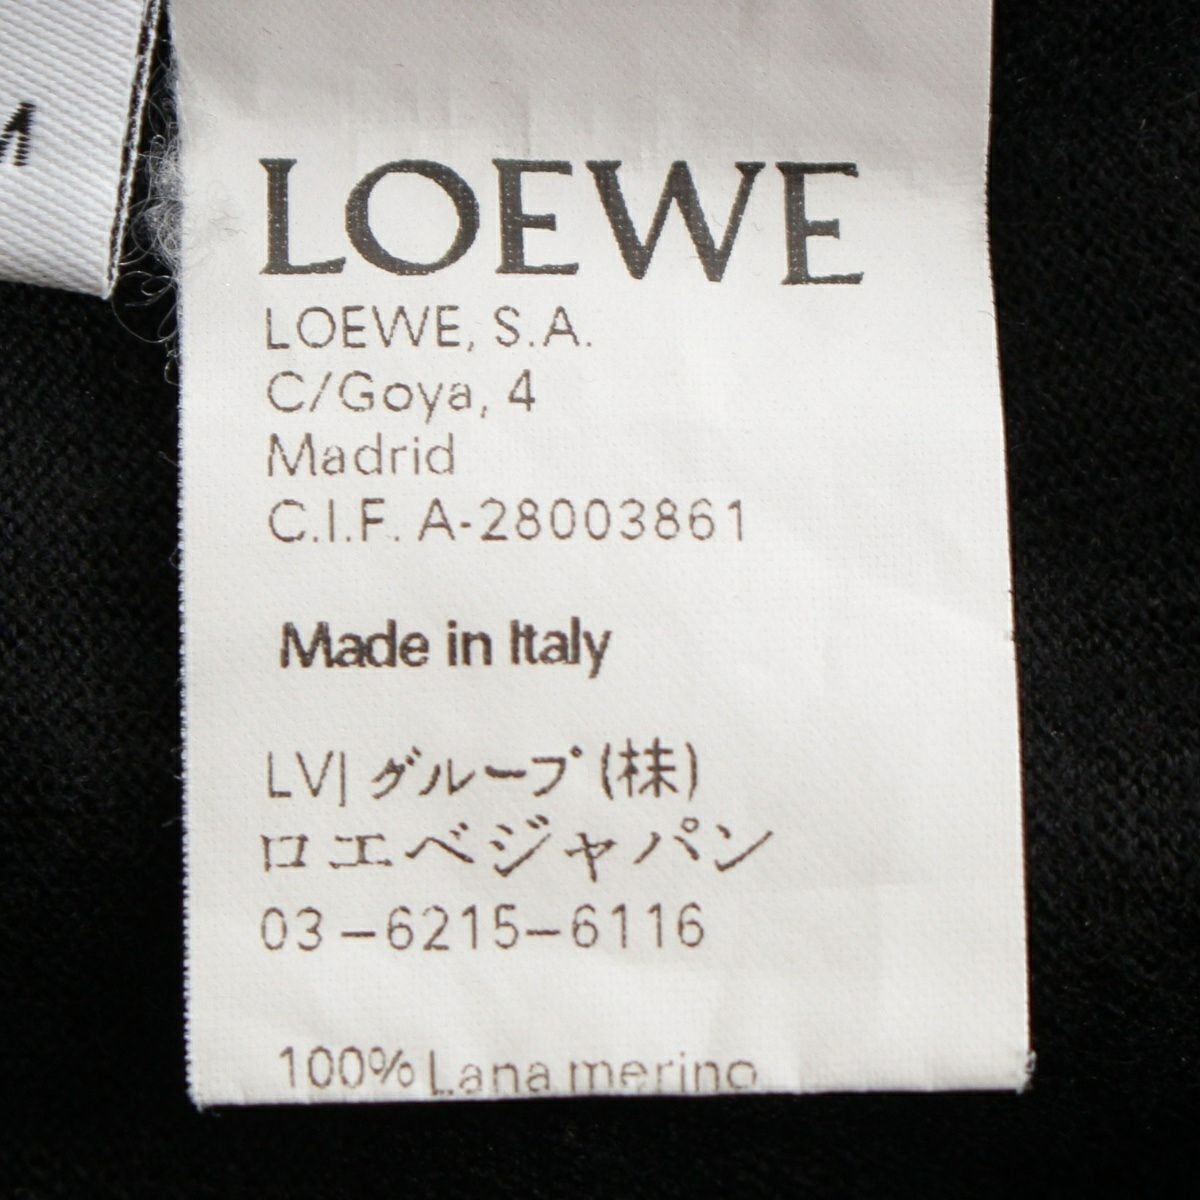 M
LOEWE
LOEWE, S.A.
C/Goya, 4
Madrid
C.I.F. A-28003861
Made in Italy
LVJ グループ(株)
ロエベジャパン
03-6215-6116
100% Lana merino